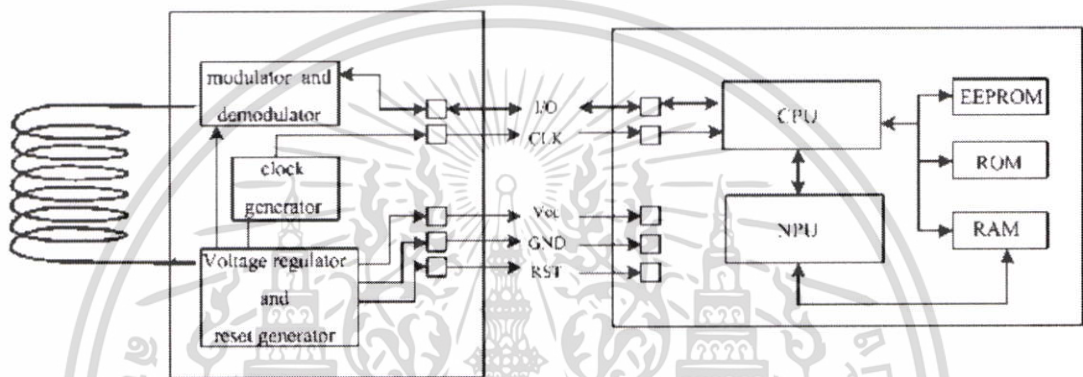 modulator and
demodulator
clock
generator
Voltage regulator
and
reset generator
I/O
CLK
Vcc
GND
RST
CPU
NPU
EEPROM
ROM
RAM